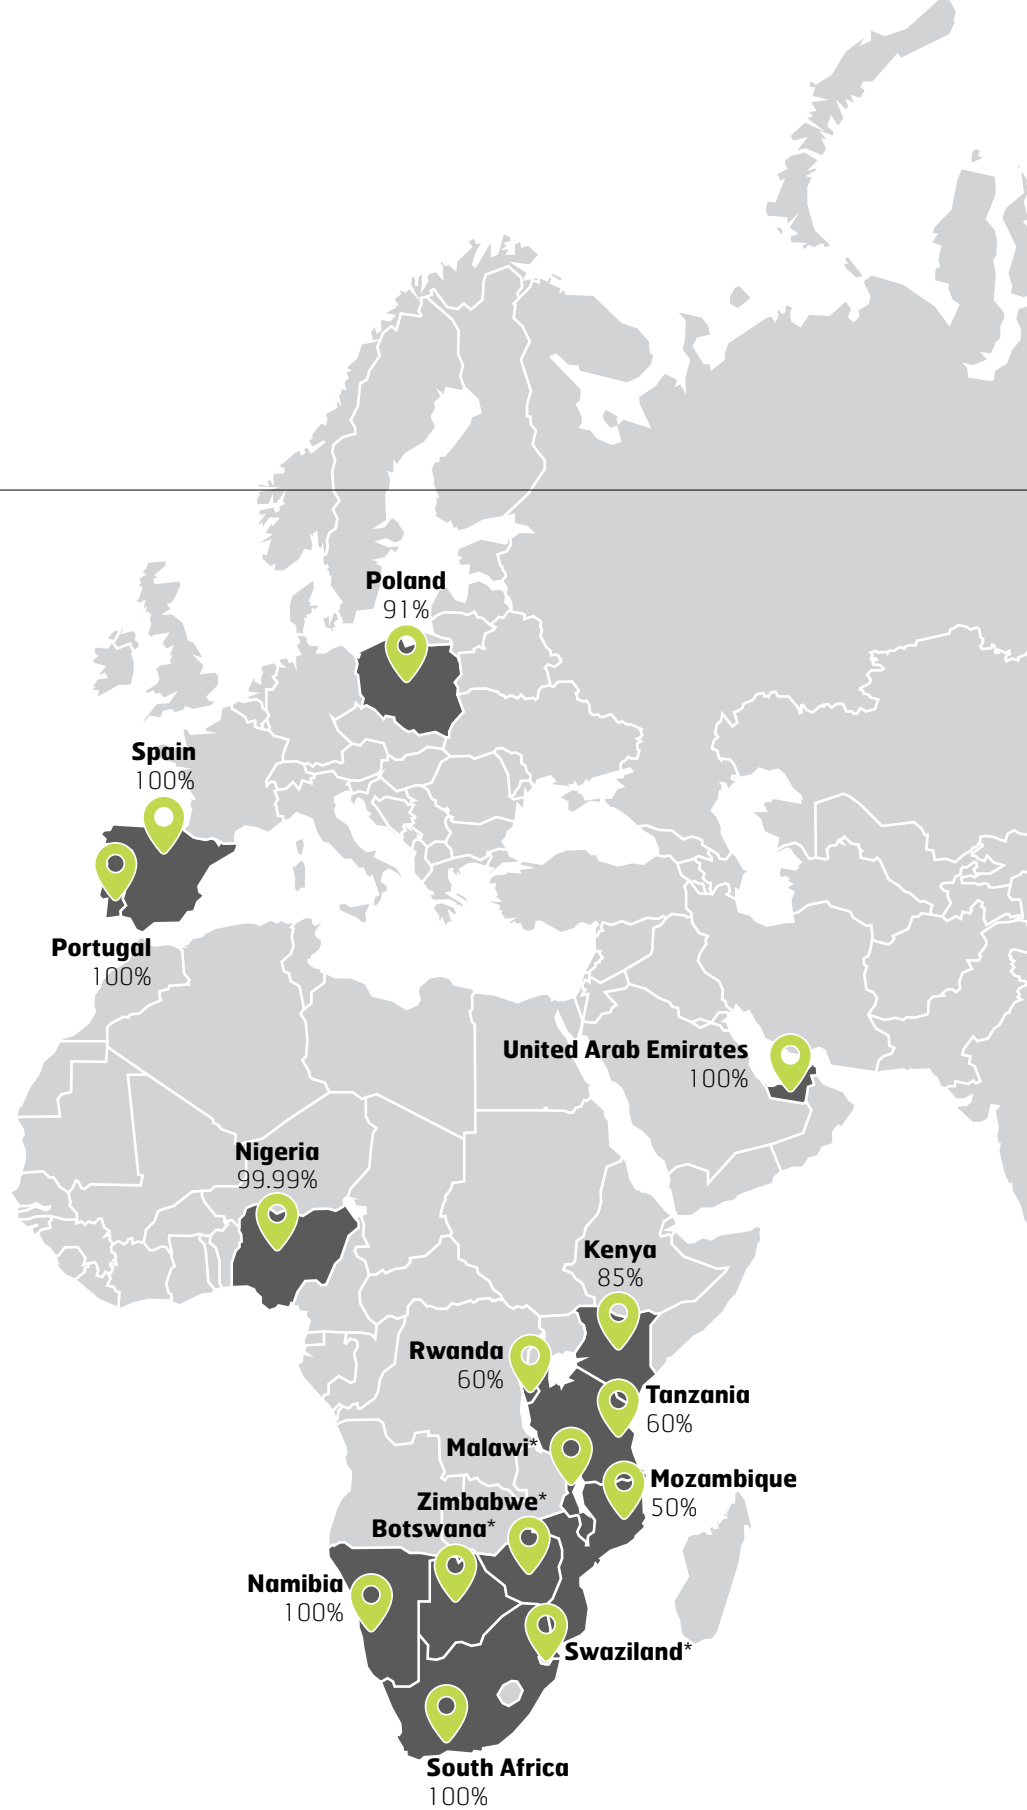 Poland
91%
Spain
100%
Portugal
100%
United Arab Emirates
100%
Nigeria
99.99%
Kenya
85%
Rwanda
60%
Tanzania
60%
Malawi*
Mozambique
50%
Zimbabwe*
Botswana*
Namibia
100%
Swaziland*
South Africa
100%